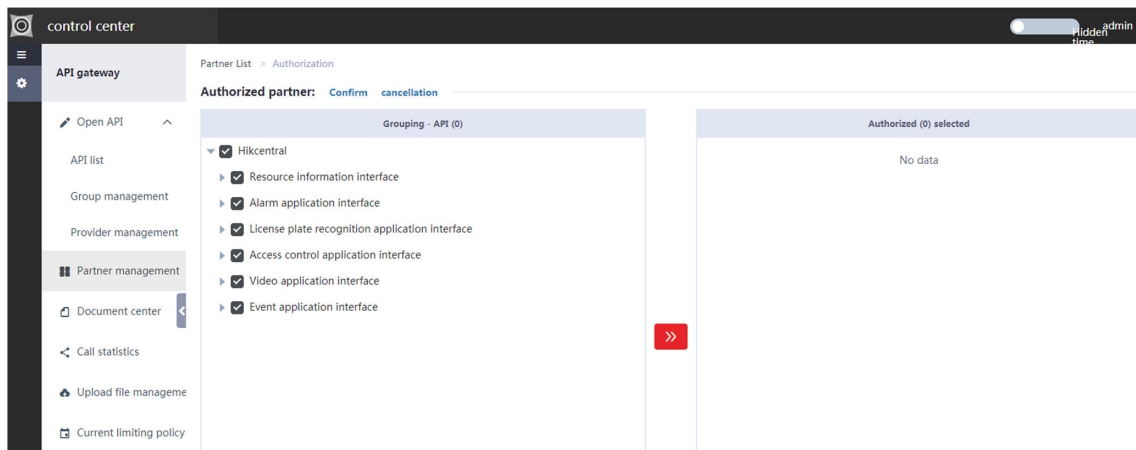 control center
Hidden time
admin
API gateway
Partner List > Authorization
Authorized partner: Confirm cancellation
Open API
API list
Group management
Provider management
Partner management
Document center
Call statistics
Upload file manageme
Current limiting policy
Grouping - API (0)
Hikcentral
Resource information interface
Alarm application interface
License plate recognition application interface
Access control application interface
Video application interface
Event application interface
Authorized (0) selected
No data